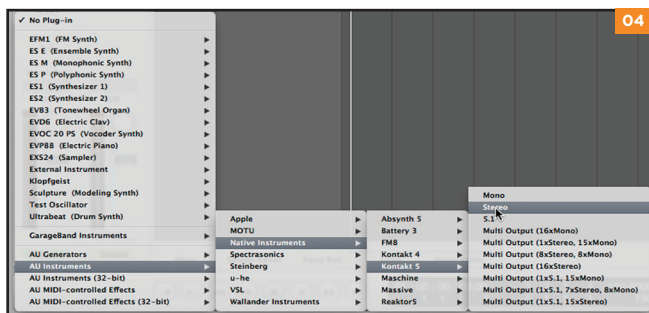 04
✓ No Plug-in
EFM1 (FM Synth)
ES E (Ensemble Synth)
ES M (Monophonic Synth)
ES P (Polyphonic Synth)
ES1 (Synthesizer 1)
ES2 (Synthesizer 2)
EVB3 (Tonewheel Organ)
EVD6 (Electric Clav)
EVOC 20 PS (Vocoder Synth)
EVP88 (Electric Piano)
EXS24 (Sampler)
External Instrument
Klopfgeist
Sculpture (Modeling Synth)
Test Oscillator
Ultrabeat (Drum Synth)
GarageBand Instruments
AU Generators
AU Instruments
AU Instruments (32-bit)
AU MIDI-controlled Effects
AU MIDI-controlled Effects (32-bit)
Apple
MOTU
Native Instruments
Spectrasonics
Steinberg
u-he
VSL
Wallander Instruments
Absynth 5
Battery 3
FM8
Kontakt 4
Kontakt 5
Maschine
Massive
Reaktor5
Mono
Stereo
5.1
Multi Output (16xMono)
Multi Output (1xStereo, 15xMono)
Multi Output (8xStereo, 8xMono)
Multi Output (16xStereo)
Multi Output (1x5.1, 15xMono)
Multi Output (1x5.1, 7xStereo, 8xMono)
Multi Output (1x5.1, 15xStereo)